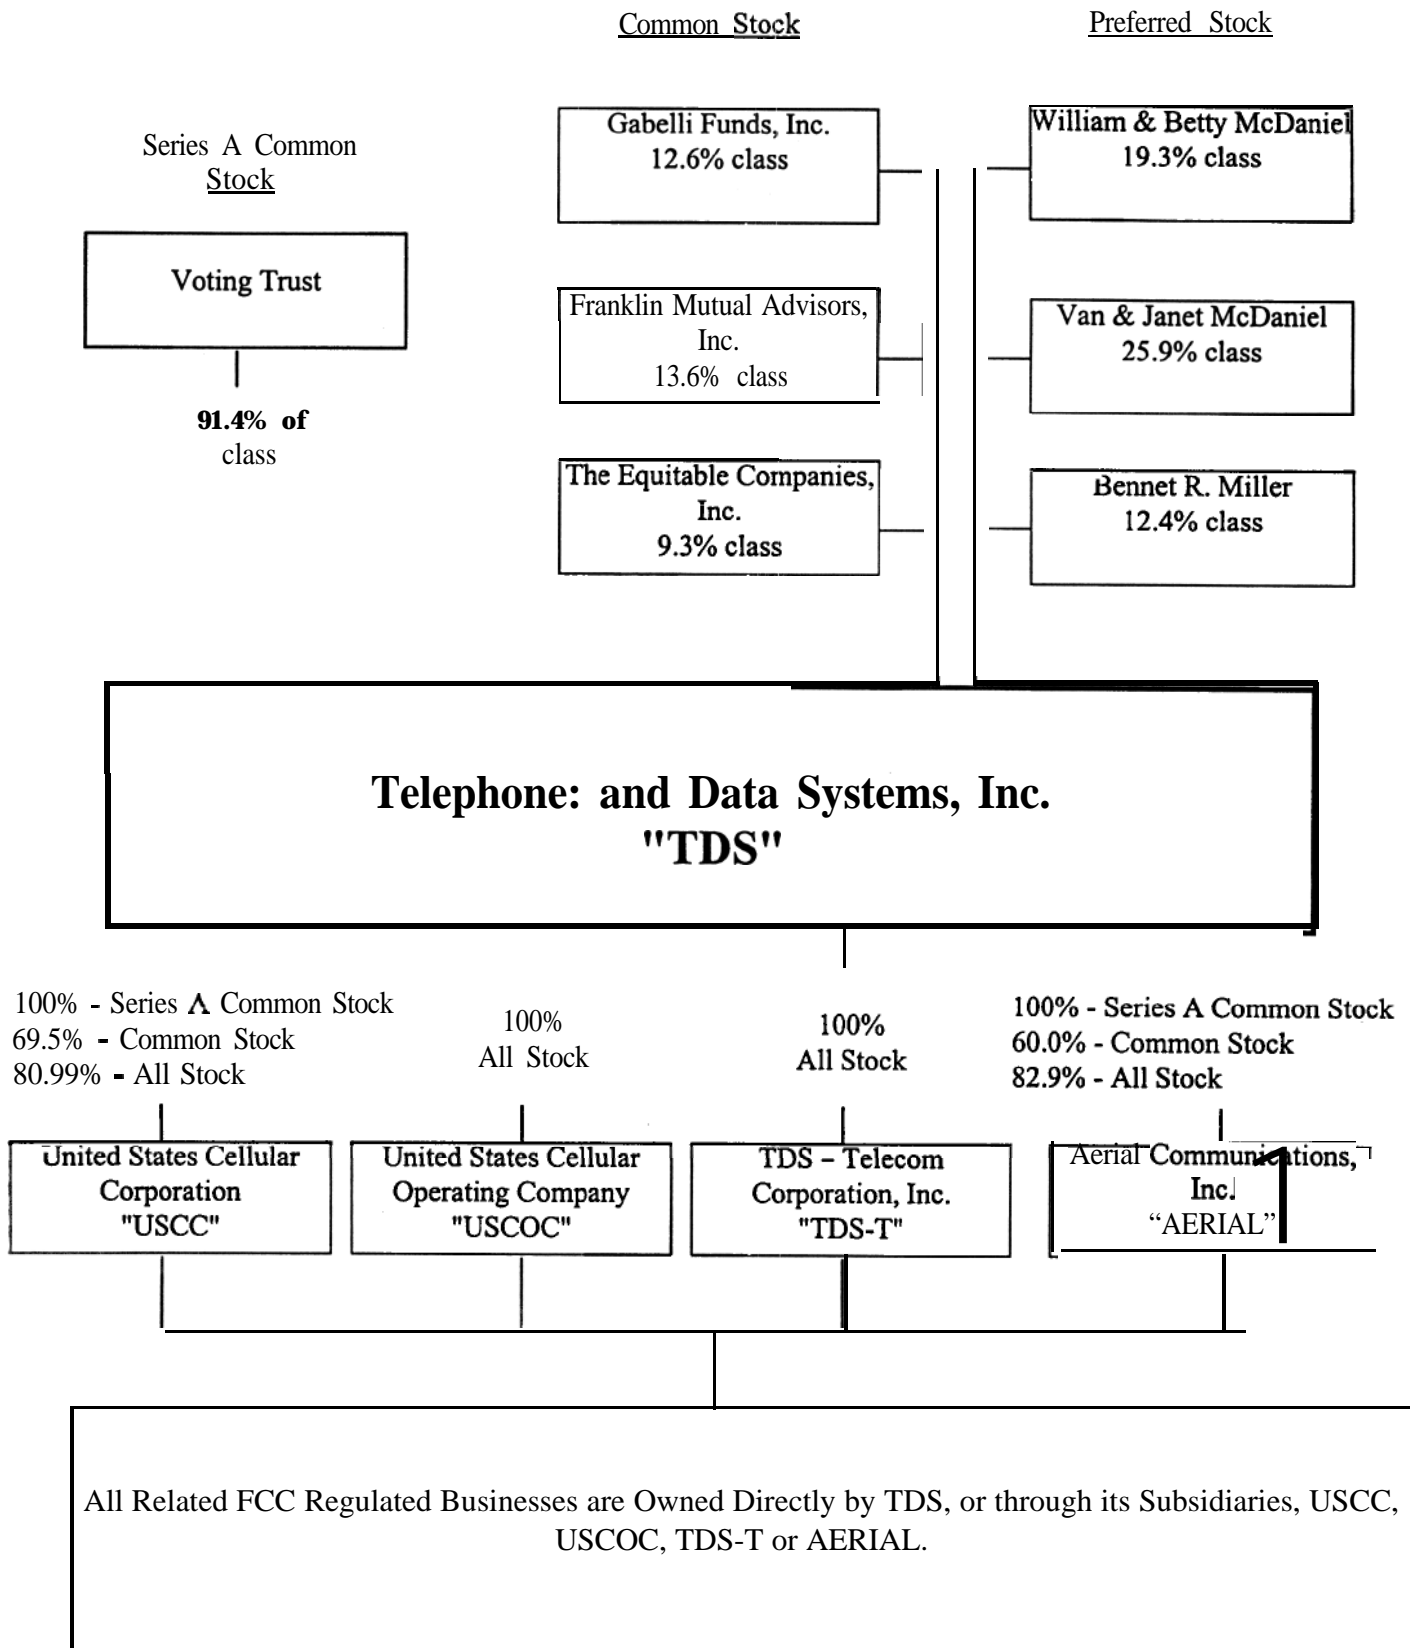 Common Stock
Preferred Stock
Series A Common
Stock
Voting Trust
91.4% of
class
Gabelli Funds, Inc.
12.6% class
Franklin Mutual Advisors,
Inc.
13.6% class
The Equitable Companies,
Inc.
9.3% class
William & Betty McDaniel
19.3% class
Van & Janet McDaniel
25.9% class
Bennet R. Miller
12.4% class
Telephone: and Data Systems, Inc.
"TDS"
100% - Series A Common Stock
69.5% - Common Stock
80.99% - All Stock
100%
All Stock
100%
All Stock
100% - Series A Common Stock
60.0% - Common Stock
82.9% - All Stock
United States Cellular
Corporation
"USCC"
United States Cellular
Operating Company
"USCOC"
TDS – Telecom
Corporation, Inc.
"TDS-T"
Aerial Communications,
Inc.
“AERIAL”
All Related FCC Regulated Businesses are Owned Directly by TDS, or through its Subsidiaries, USCC,
USCOC, TDS-T or AERIAL.